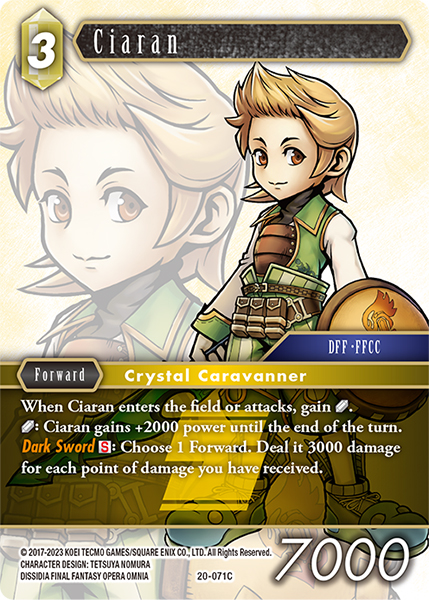 3
Ciaran
DFF·FFCC
Forward
Crystal Caravanner
When Ciaran enters the field or attacks, gain .
: Ciaran gains +2000 power until the end of the turn.
Dark Sword S: Choose 1 Forward. Deal it 3000 damage
for each point of damage you have received.
© 2017-2023 KOEI TECMO GAMES/SQUARE ENIX CO., LTD. All Rights Reserved.
CHARACTER DESIGN: TETSUYA NOMURA
DISSIDIA FINAL FANTASY OPERA OMNIA
20-071C
7000